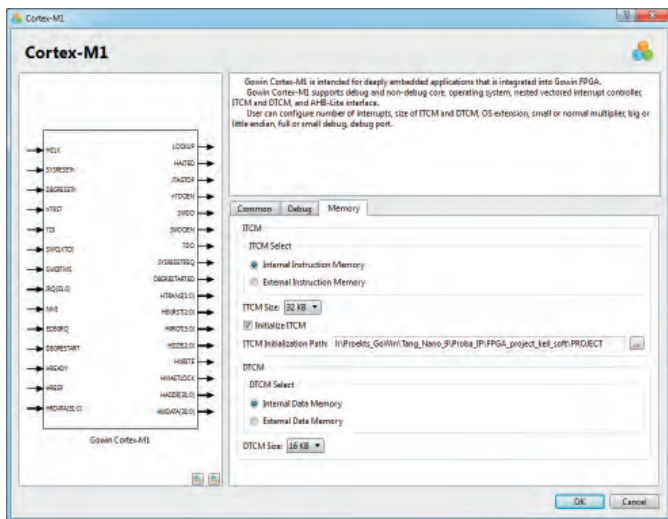 Cortex-M1
Cortex-M1
HCLK
SYSRESETn
DBGRESETn
nTRST
TDI
SWCLKTCK
SWDITMS
IRQ[31:0]
NMI
EDBGRQ
DBGRESTART
HREADY
HRESP
HRDATA[31:0]
LOCKUP
HALTED
JTAGTOP
nTDOEN
SWDO
SWDOEN
TDO
SYSRESETREQ
DBGRESTARTED
HTRANS[1:0]
HBURST[2:0]
HPROT[3:0]
HSIZE[2:0]
HWRITE
HMASTLOCK
HADDR[31:0]
HWDATA[31:0]
Gowin Cortex-M1
Gowin Cortex-M1 is intended for deeply embedded applications that is integrated into Gowin FPGA.
Gowin Cortex-M1 supports debug and non-debug core, operating system, nested vectored interrupt controller,
ITCM and DTCM, and AHB-Lite interface.
User can configure number of interrupts, size of ITCM and DTCM, OS extension, small or normal multiplier, big or
little endian, full or small debug, debug port.
Common Debug Memory
ITCM
ITCM Select
Internal Instruction Memory
External Instruction Memory
ITCM Size: 32 KB
Initialize ITCM
ITCM Initialization Path: I:\Proekts_GoWin\Tang_Nano_9\Proba_IP\FPGA_project_keil_soft\PROJECT ...
DTCM
DTCM Select
Internal Data Memory
External Data Memory
DTCM Size: 16 KB
OK Cancel